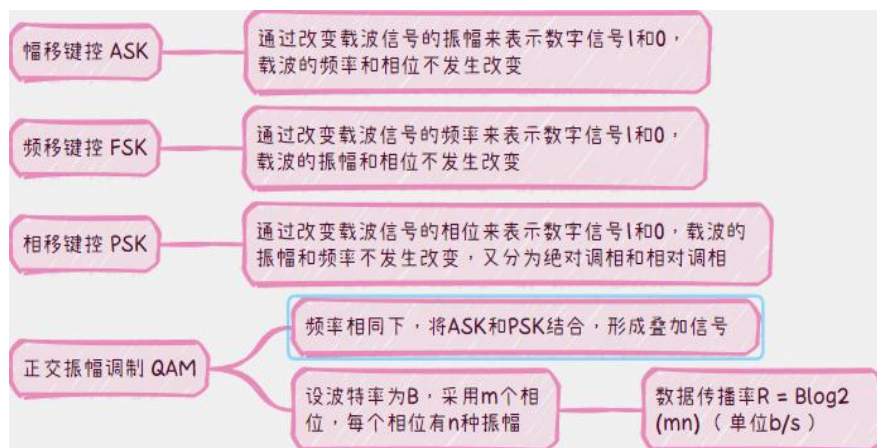 幅移键控 ASK
通过改变载波信号的振幅来表示数字信号1和0，
载波的频率和相位不发生改变
频移键控 FSK
通过改变载波信号的频率来表示数字信号1和0，
载波的振幅和相位不发生改变
相移键控 PSK
通过改变载波信号的相位来表示数字信号1和0，载波的
振幅和频率不发生改变，又分为绝对调相和相对调相
正交振幅调制 QAM
频率相同下，将ASK和PSK结合，形成叠加信号
设波特率为B，采用m个相
位，每个相位有n种振幅
数据传播率R = Blog2
(mn)（单位b/s）